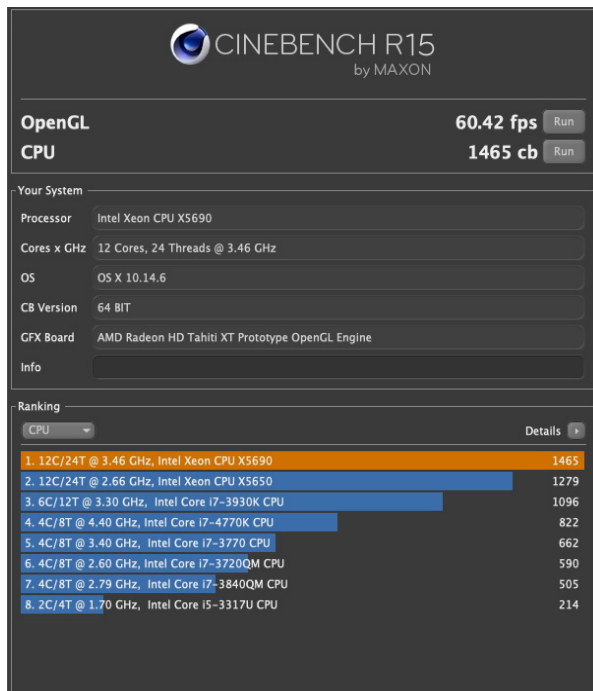 CINEBENCH R15
by MAXON
OpenGL 60.42 fps Run
CPU 1465 cb Run
Your System
Processor Intel Xeon CPU X5690
Cores x GHz 12 Cores, 24 Threads @ 3.46 GHz
OS OS X 10.14.6
CB Version 64 BIT
GFX Board AMD Radeon HD Tahiti XT Prototype OpenGL Engine
Info
Ranking
CPU Details
1. 12C/24T @ 3.46 GHz, Intel Xeon CPU X5690 1465
2. 12C/24T @ 2.66 GHz, Intel Xeon CPU X5650 1279
3. 6C/12T @ 3.30 GHz, Intel Core i7-3930K CPU 1096
4. 4C/8T @ 4.40 GHz, Intel Core i7-4770K CPU 822
5. 4C/8T @ 3.40 GHz, Intel Core i7-3770 CPU 662
6. 4C/8T @ 2.60 GHz, Intel Core i7-3720QM CPU 590
7. 4C/8T @ 2.79 GHz, Intel Core i7-3840QM CPU 505
8. 2C/4T @ 1.70 GHz, Intel Core i5-3317U CPU 214